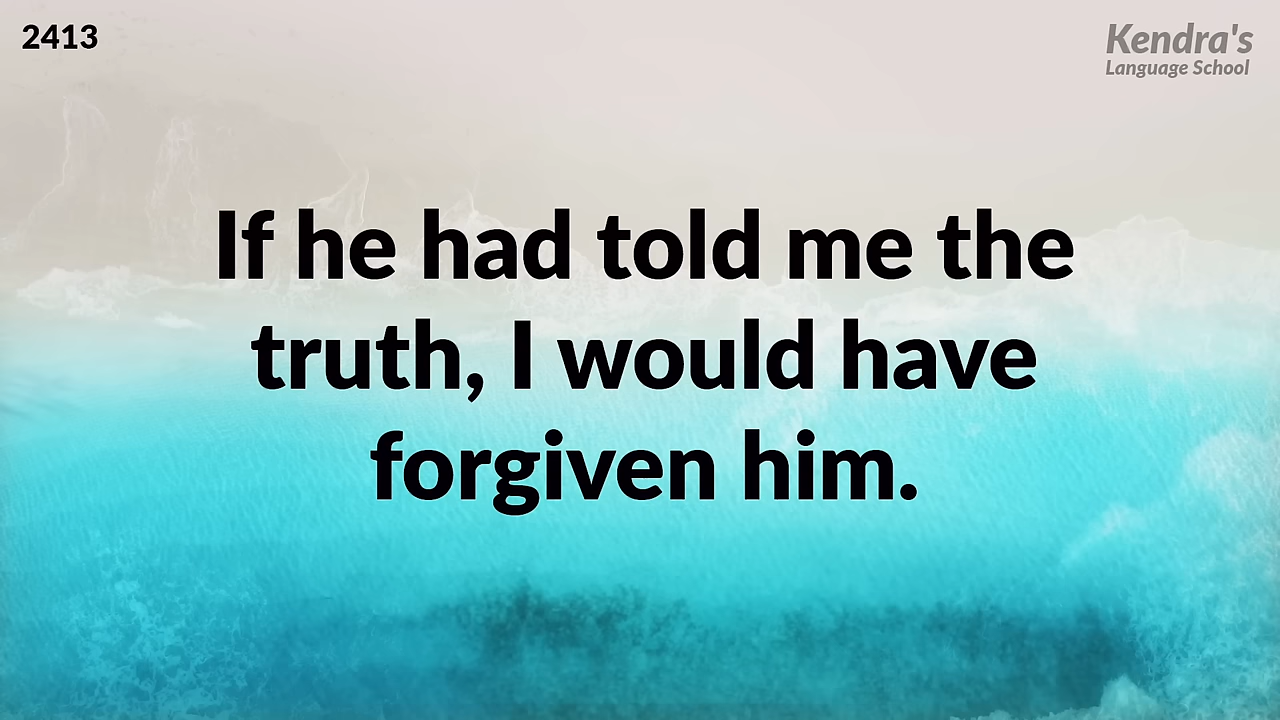 2413
Kendra's
Language School
If he had told me the
truth, I would have
forgiven him.